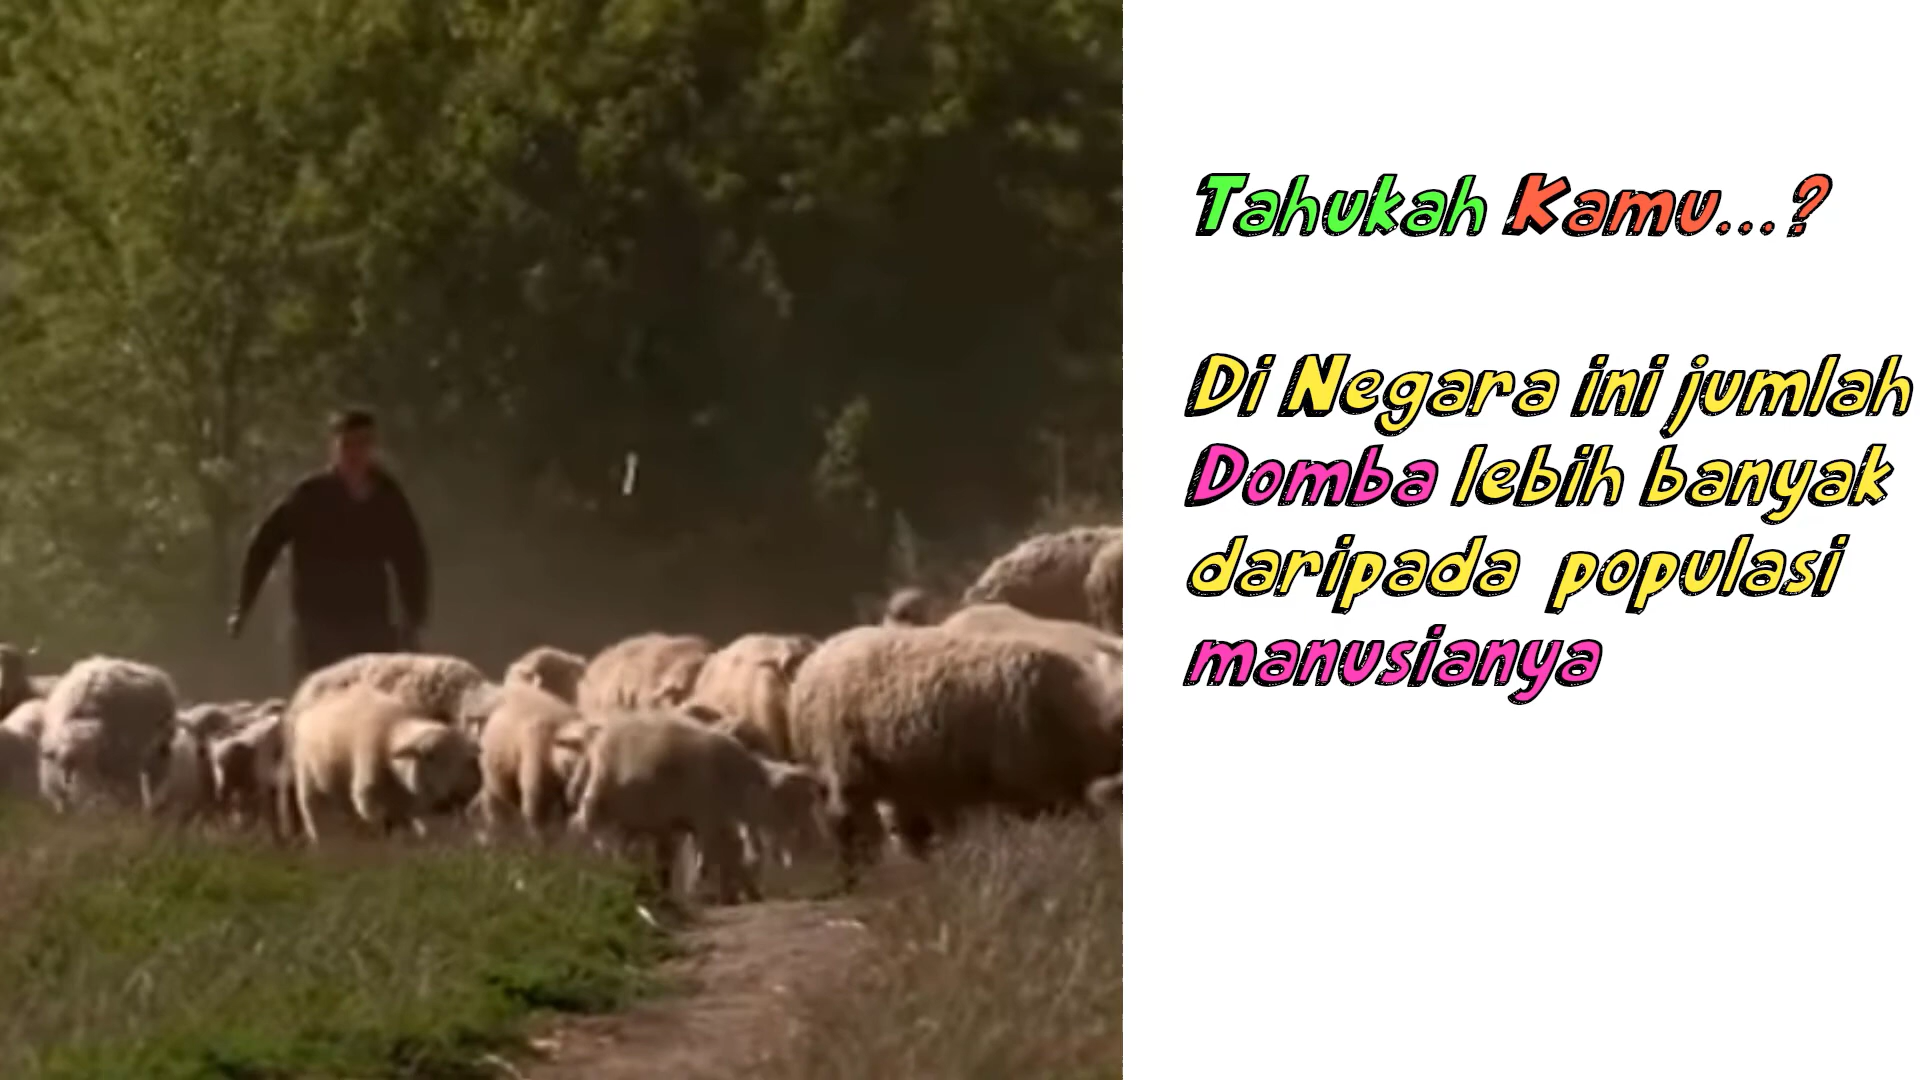 Tahukah Kamu...?
Di Negara ini jumlah
Domba lebih banyak
daripada populasi
manusianya